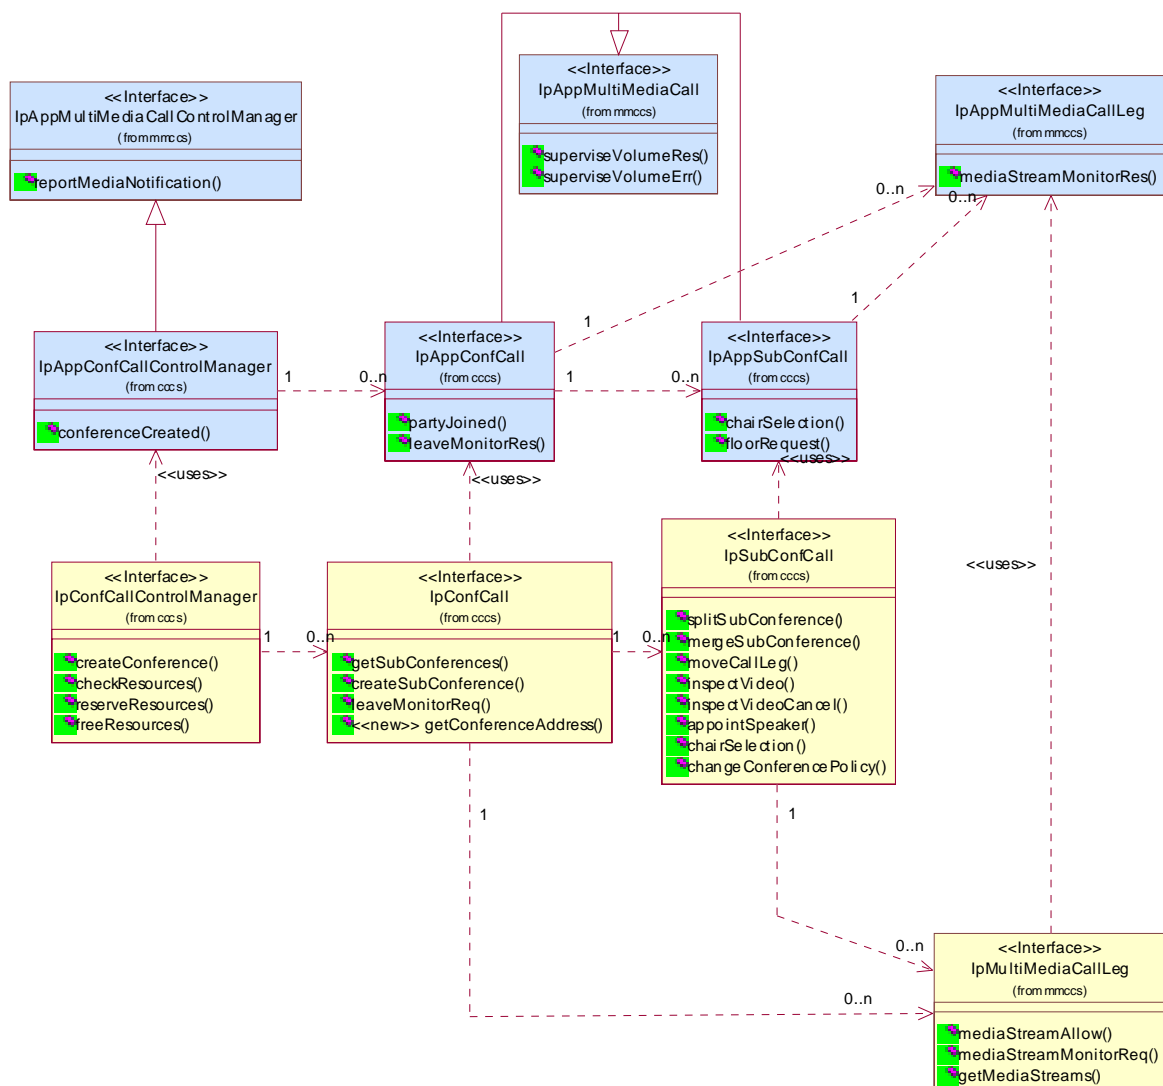 <<Interface>>
IpAppMultiMediaCallControlManager
(from mmccs)
reportMediaNotification()
<<Interface>>
IpAppMultiMediaCall
(from mmccs)
superviseVolumeRes()
superviseVolumeErr()
<<Interface>>
IpAppMultiMediaCallLeg
(from mmccs)
mediaStreamMonitorRes()
0..n
0..n
1
1
<<Interface>>
IpAppConfCallControlManager
(from cccs)
conferenceCreated()
1
0..n
<<Interface>>
IpAppConfCall
(from cccs)
partyJoined()
leaveMonitorRes()
1
0..n
<<Interface>>
IpAppSubConfCall
(from cccs)
chairSelection()
floorRequest()
<<uses>>
<<uses>>
<<uses>>
<<uses>>
<<Interface>>
IpConfCallControlManager
(from cccs)
createConference()
checkResources()
reserveResources()
freeResources()
1
0..n
<<Interface>>
IpConfCall
(from cccs)
getSubConferences()
createSubConference()
leaveMonitorReq()
<<new>> getConferenceAddress()
1
0..n
<<Interface>>
IpSubConfCall
(from cccs)
splitSubConference()
mergeSubConference()
moveCallLeg()
inspectVideo()
inspectVideoCancel()
appointSpeaker()
chairSelection()
changeConferencePolicy()
1
1
0..n
0..n
<<Interface>>
IpMultiMediaCallLeg
(from mmccs)
mediaStreamAllow()
mediaStreamMonitorReq()
getMediaStreams()